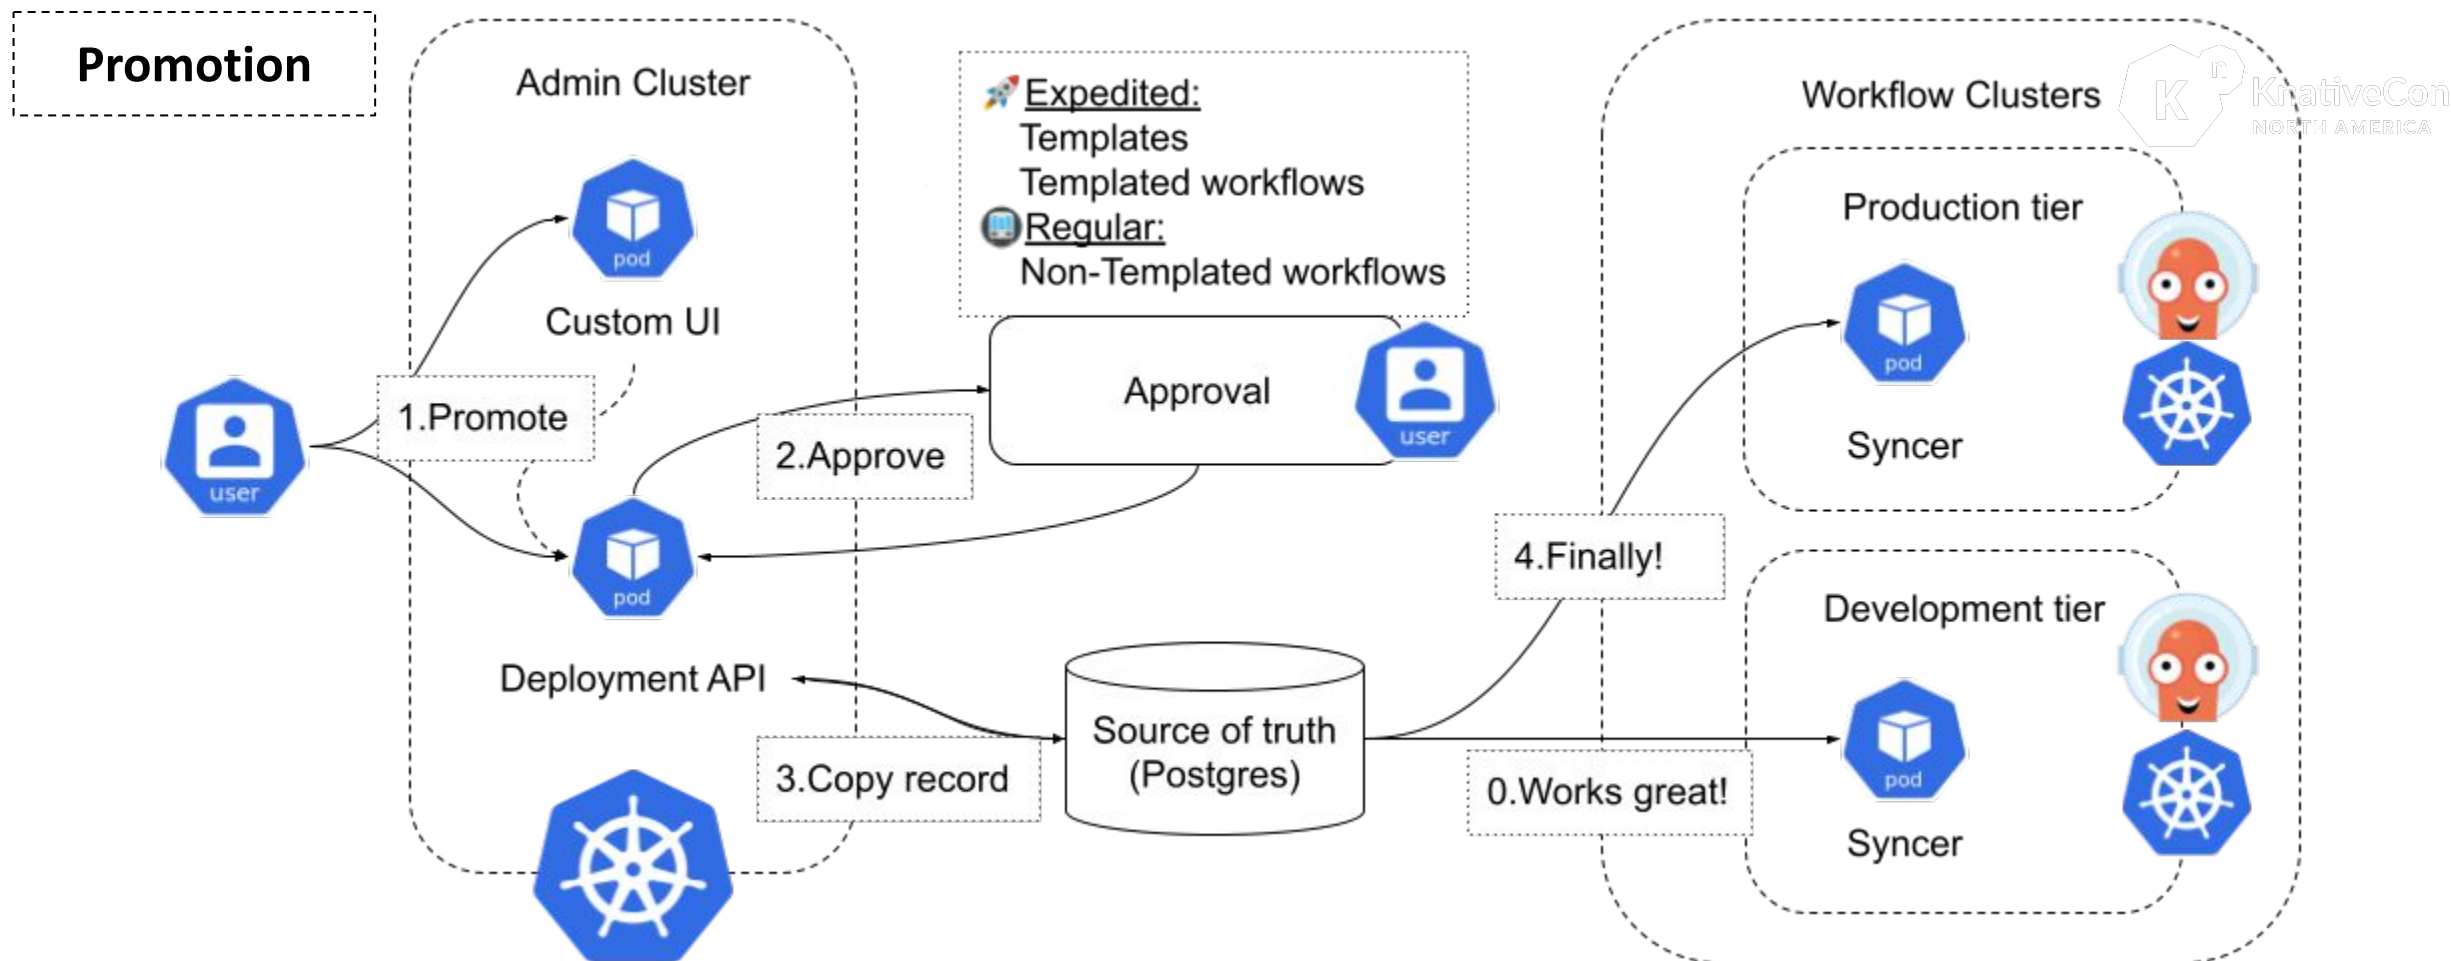 Promotion
Admin Cluster
pod
Custom UI
user
1.Promote
2.Approve
pod
Deployment API
3.Copy record
Expedited:
Templates
Templated workflows
Regular:
Non-Templated workflows
Approval
user
Source of truth
(Postgres)
4.Finally!
0.Works great!
Workflow Clusters
K n
KnativeCon
NORTH AMERICA
Production tier
pod
Syncer
Development tier
pod
Syncer